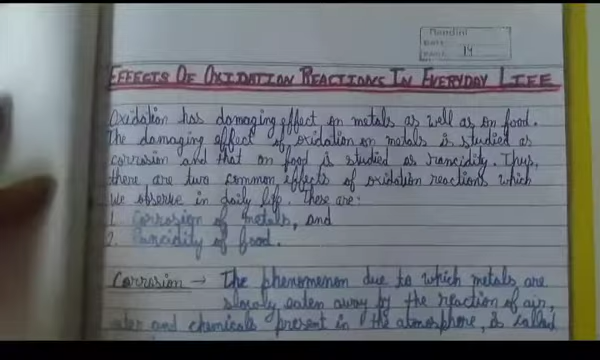 Nandini
DATE
PAGE 14
EFFECTS OF OXIDATION REACTIONS IN EVERYDAY LIFE
Oxidation has damaging effect on metals as well as on food.
The damaging effect of oxidation on metals is studied as
corrosion and that on food is studied as rancidity. Thus,
there are two common effects of oxidation reactions which
we observe in daily life. These are:
1. Corrosion of metals, and
2. Rancidity of food.
Corrosion → The phenomenon due to which metals are
slowly eaten away by the reaction of air,
water and chemicals present in the atmosphere, is called